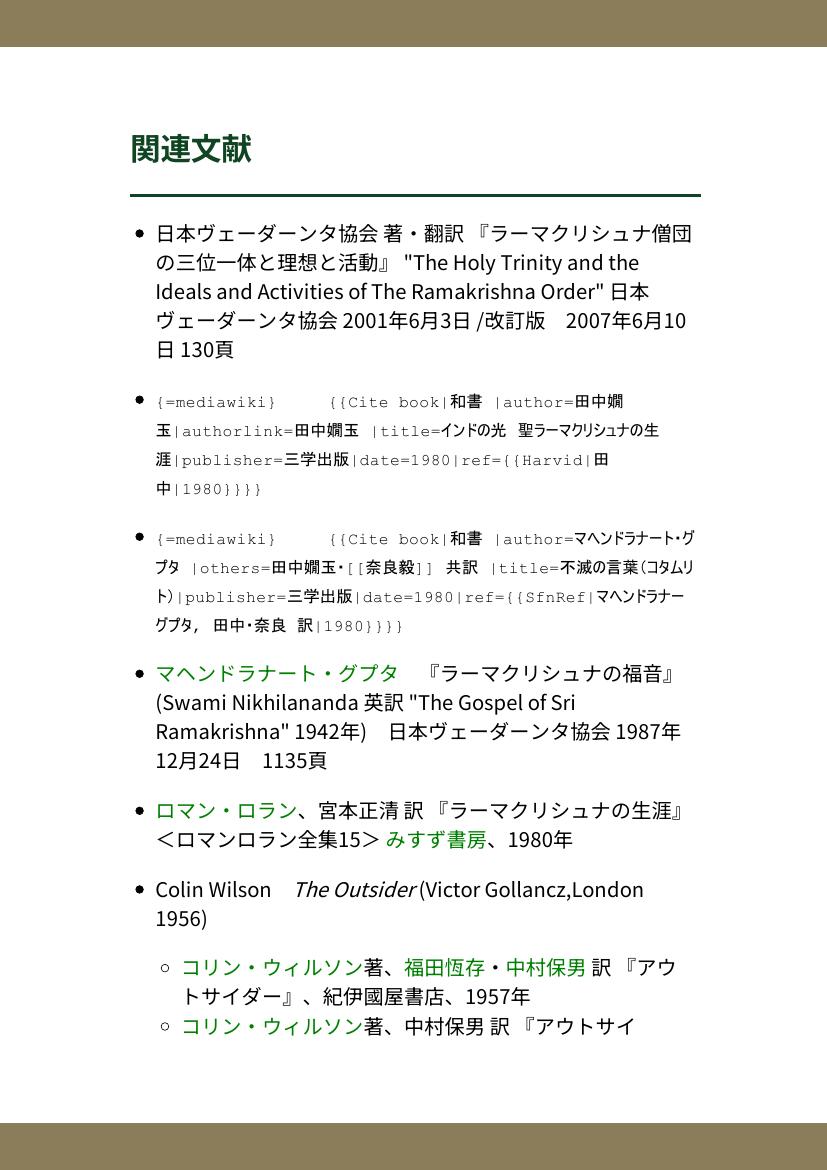 関連文献
• 日本ヴェーダーンタ協会 著・翻訳 『ラーマクリシュナ僧団
の三位一体と理想と活動』 "The Holy Trinity and the
Ideals and Activities of The Ramakrishna Order" 日本
ヴェーダーンタ協会 2001年6月3日 /改訂版　2007年6月10
日 130頁
• {=mediawiki}　　{{Cite book|和書 |author=田中嫺
玉|authorlink=田中嫺玉 |title=インドの光　聖ラーマクリシュナの生
涯|publisher=三学出版|date=1980|ref={{Harvid|田
中|1980}}}}
• {=mediawiki}　　{{Cite book|和書 |author=マヘンドラナート・グ
プタ |others=田中嫺玉・[[奈良毅]] 共訳 |title=不滅の言葉（コタムリ
ト）|publisher=三学出版|date=1980|ref={{SfnRef|マヘンドラナー
グプタ, 田中・奈良 訳|1980}}}}
• マヘンドラナート・グプタ　『ラーマクリシュナの福音』
(Swami Nikhilananda 英訳 "The Gospel of Sri
Ramakrishna" 1942年)　日本ヴェーダーンタ協会 1987年
12月24日　1135頁
• ロマン・ロラン、宮本正清 訳 『ラーマクリシュナの生涯』
＜ロマンロラン全集15＞ みすず書房、1980年
• Colin Wilson　The Outsider (Victor Gollancz,London
1956)
○ コリン・ウィルソン著、福田恆存・中村保男 訳 『アウ
トサイダー』、紀伊國屋書店、1957年
○ コリン・ウィルソン著、中村保男 訳 『アウトサイ